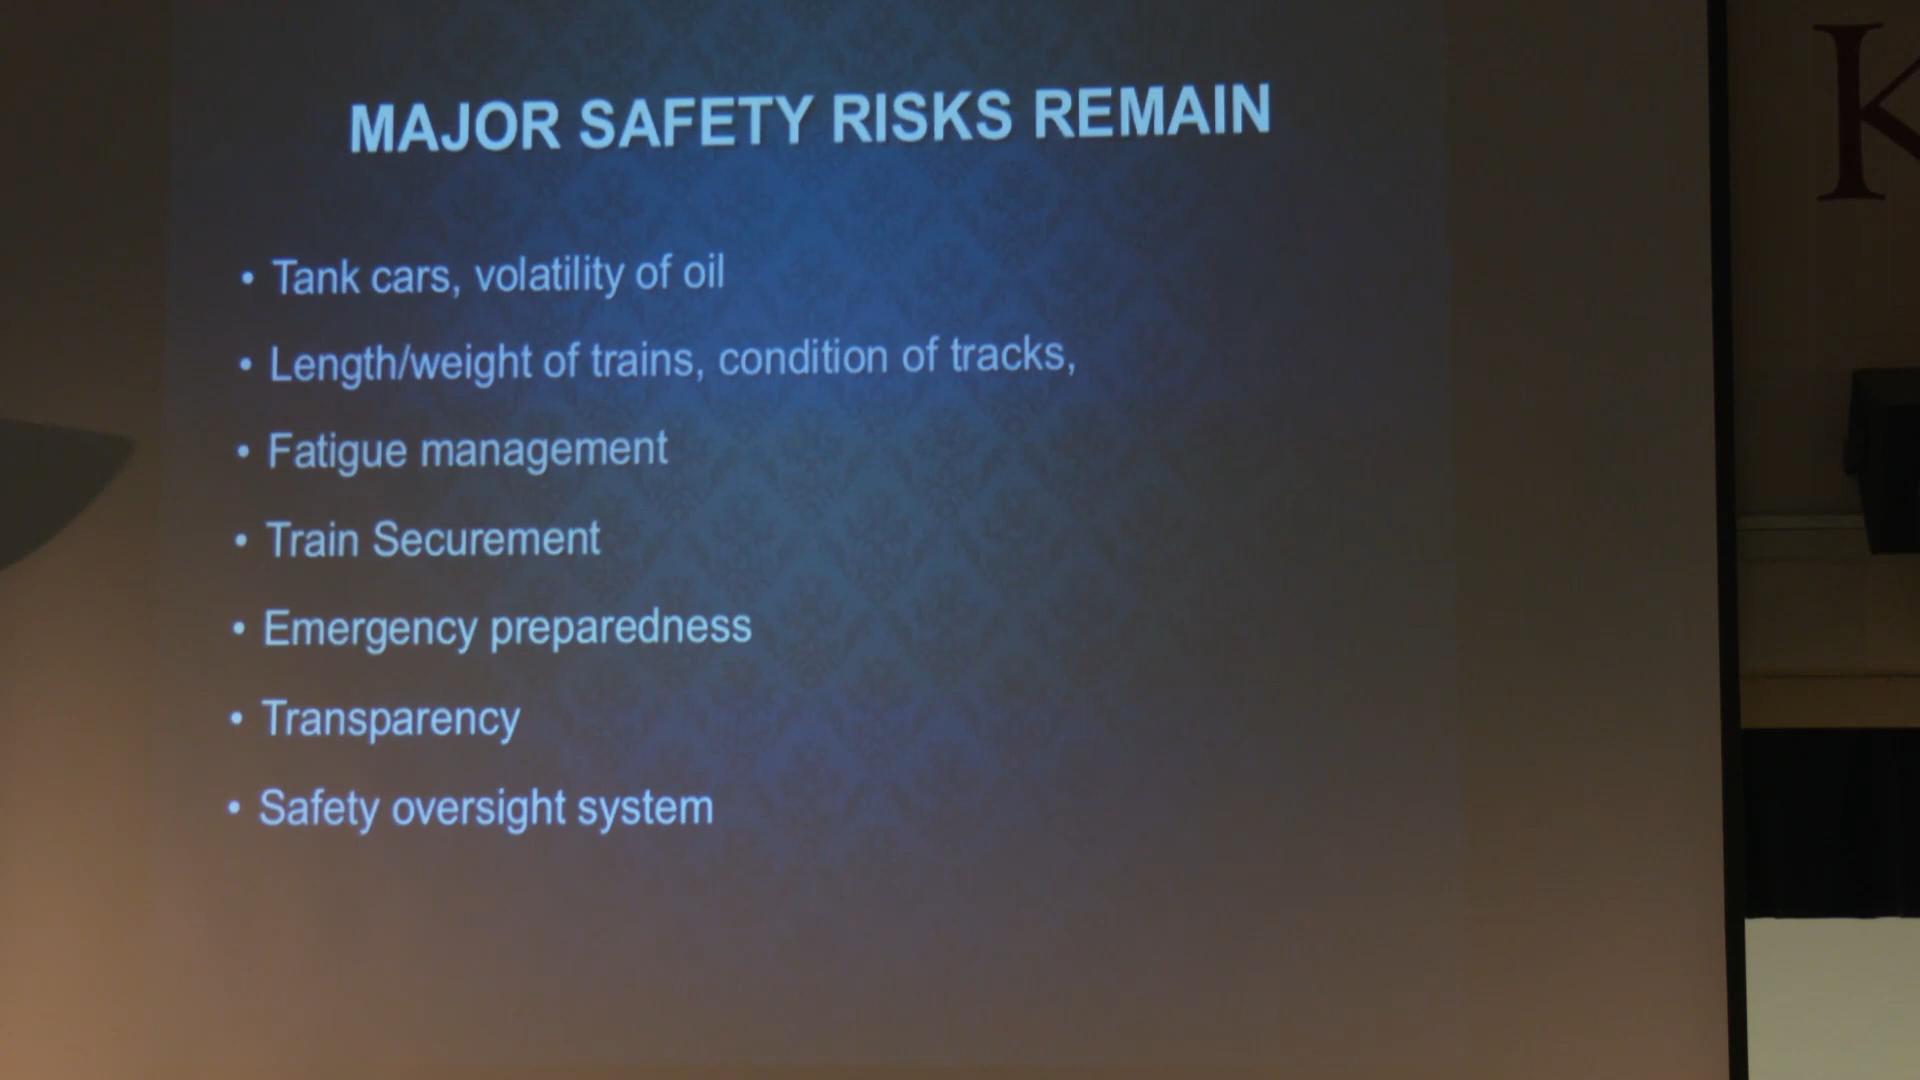 MAJOR SAFETY RISKS REMAIN
• Tank cars, volatility of oil
• Length/weight of trains, condition of tracks,
• Fatigue management
• Train Securement
• Emergency preparedness
• Transparency
• Safety oversight system
K